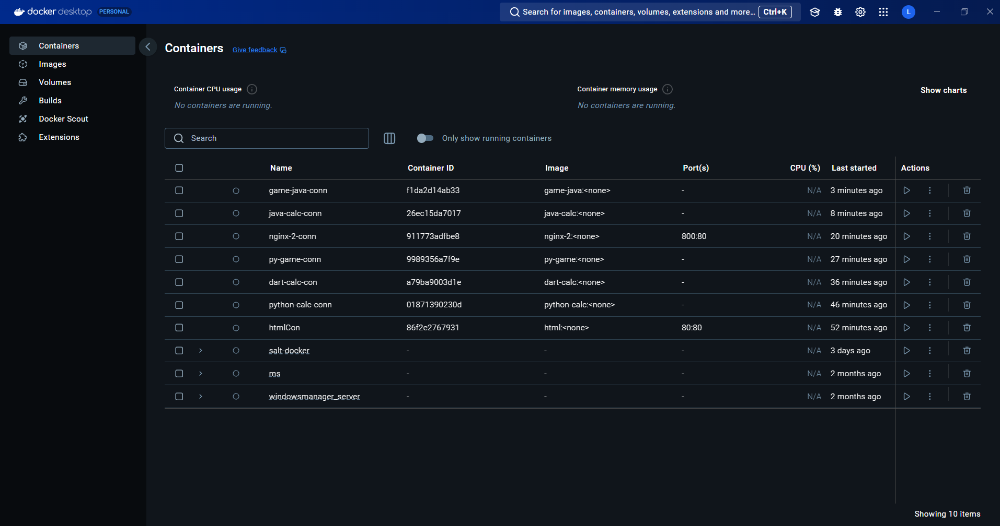 docker desktop PERSONAL Search for images, containers, volumes, extensions and more... Ctrl+K L
Containers
Images
Volumes
Builds
Docker Scout
Extensions
Containers Give feedback
Container CPU usage Container memory usage Show charts
No containers are running. No containers are running.
Search Only show running containers
Name Container ID Image Port(s) CPU (%) Last started Actions
game-java-conn f1da2d14ab33 game-java:<none> - N/A 3 minutes ago
java-calc-conn 26ec15da7017 java-calc:<none> - N/A 8 minutes ago
nginx-2-conn 911773adfbe8 nginx-2:<none> 800:80 N/A 20 minutes ago
py-game-conn 9989356a7f9e py-game:<none> - N/A 27 minutes ago
dart-calc-con a79ba9003d1e dart-calc:<none> - N/A 36 minutes ago
python-calc-conn 01871390230d python-calc:<none> - N/A 46 minutes ago
htmlCon 86f2e2767931 html:<none> 80:80 N/A 52 minutes ago
salt-docker - - - N/A 3 days ago
ms - - - N/A 2 months ago
windowsmanager_server - - - N/A 2 months ago
Showing 10 items